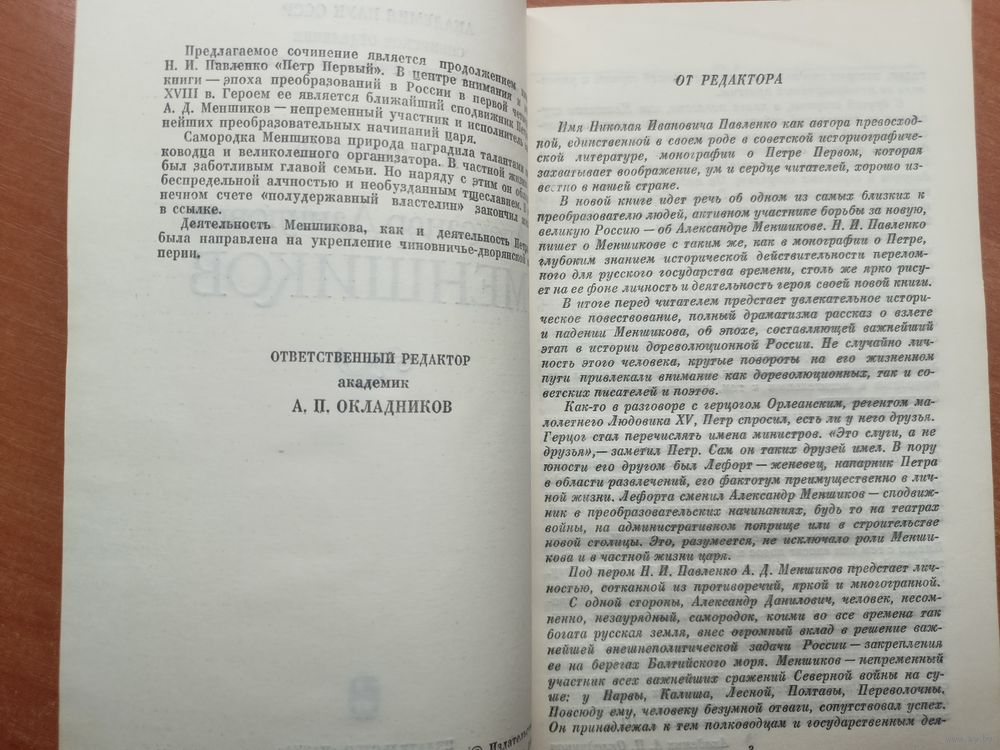 Предлагаемое сочинение является продолжением
Н. И. Павленко «Петр Первый». В центре внимания
книги — эпоха преобразований в России в первой
XVIII в. Героем ее является ближайший сподвижник
А. Д. Меншиков — непременный участник и исполнитель
нейших преобразовательных начинаний царя.
Самородка Меншикова природа наградила талантами
ководца и великолепного организатора. В частной жизни
был заботливым главой семьи. Но наряду с этим он
беспредельной алчностью и необузданным тщеславием.
нечном счете «полудержавный властелин» закончил
в ссылке.
Деятельность Меншикова, как и деятельность Петра
была направлена на укрепление чиновничье-дворянской
перии.
ОТВЕТСТВЕННЫЙ РЕДАКТОР
академик
А. П. ОКЛАДНИКОВ
© Издательс
ОТ РЕДАКТОРА
Имя Николая Ивановича Павленко как автора превосход-
ной, единственной в своем роде в советской историографиче-
ской литературе, монографии о Петре Первом, которая
захватывает воображение, ум и сердце читателей, хорошо из-
вестно в нашей стране.
В новой книге идет речь об одном из самых близких к
преобразователю людей, активном участнике борьбы за новую,
великую Россию — об Александре Меншикове. Н. И. Павленко
пишет о Меншикове с таким же, как в монографии о Петре,
глубоким знанием исторической действительности перелом-
ного для русского государства времени, столь же ярко рису-
ет на ее фоне личность и деятельность героя своей новой книги.
В итоге перед читателем предстает увлекательное истори-
ческое повествование, полный драматизма рассказ о взлете
и падении Меншикова, об эпохе, составляющей важнейший
этап в истории дореволюционной России. Не случайно лич-
ность этого человека, крутые повороты на его жизненном
пути привлекали внимание как дореволюционных, так и со-
ветских писателей и поэтов.
Как-то в разговоре с герцогом Орлеанским, регентом ма-
лолетнего Людовика XV, Петр спросил, есть ли у него друзья.
Герцог стал перечислять имена министров. «Это слуги, а не
друзья»,— заметил Петр. Сам он таких друзей имел. В пору
юности его другом был Лефорт — женевец, напарник Петра
в области развлечений, его фактотум преимущественно в лич-
ной жизни. Лефорта сменил Александр Меншиков — сподвиж-
ник в преобразовательских начинаниях, будь то на театрах
войны, на административном поприще или в строительстве
новой столицы. Это, разумеется, не исключало роли Менши-
кова и в частной жизни царя.
Под пером Н. И. Павленко А. Д. Меншиков предстает лич-
ностью, сотканной из противоречий, яркой и многогранной.
С одной стороны, Александр Данилович, человек, несом-
ненно, незаурядный, самородок, коими во все времена так
богата русская земля, внес огромный вклад в решение важ-
нейшей внешнеполитической задачи России — закрепления
ее на берегах Балтийского моря. Меншиков — непременный
участник всех важнейших сражений Северной войны на су-
ше: у Нарвы, Калиша, Лесной, Полтавы, Переволочны.
Повсюду ему, человеку безумной отваги, сопутствовал успех.
Он принадлежал к тем полководцам и государственным дея-
3